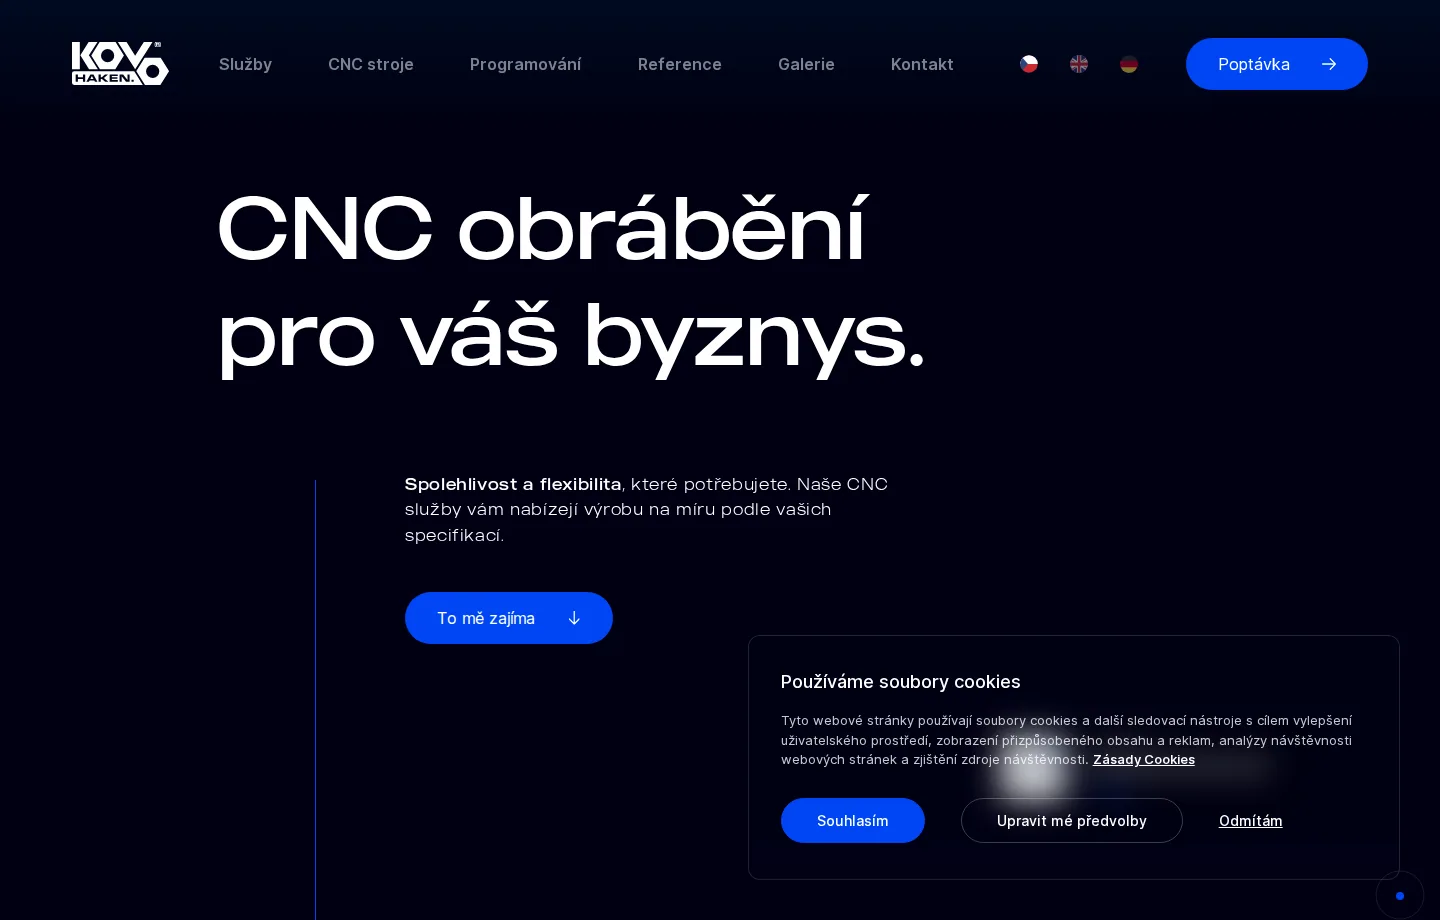 KOVO
HAKEN.
Služby
CNC stroje
Programování
Reference
Galerie
Kontakt
Poptávka
CNC obrábění
pro váš byznys.
Spolehlivost a flexibilita, které potřebujete. Naše CNC
služby vám nabízejí výrobu na míru podle vašich
specifikací.
To mě zajíma
Používáme soubory cookies
Tyto webové stránky používají soubory cookies a další sledovací nástroje s cílem vylepšení
uživatelského prostředí, zobrazení přizpůsobeného obsahu a reklam, analýzy návštěvnosti
webových stránek a zjištění zdroje návštěvnosti. Zásady Cookies
Souhlasím
Upravit mé předvolby
Odmítám